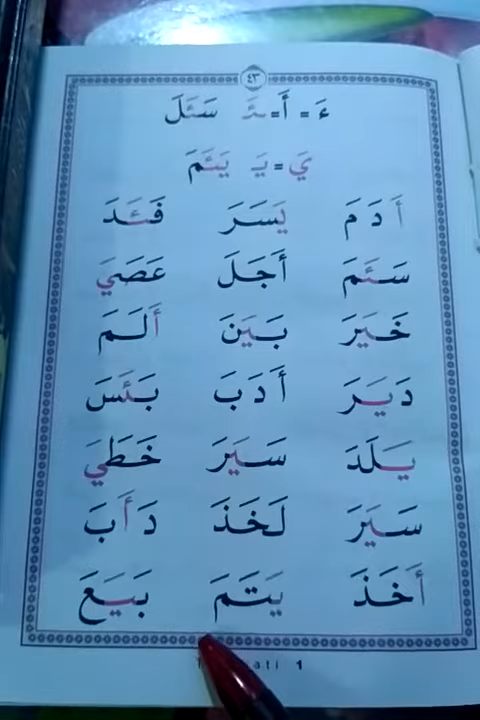 ٤٣
ءَ = أَ = ئَـ سَئَلَ
يَ = يَـ يَئَمَ
أَدَمَ يَسَرَ فَئَدَ
سَئَمَ أَجَلَ عَصَيَ
خَيَرَ بَيَنَ أَلَمَ
دَيَرَ أَدَبَ بَئَسَ
يَلَدَ سَيَرَ خَطَيَ
سَيَرَ لَخَذَ دَأَبَ
أَخَذَ يَتَمَ بَيَعَ